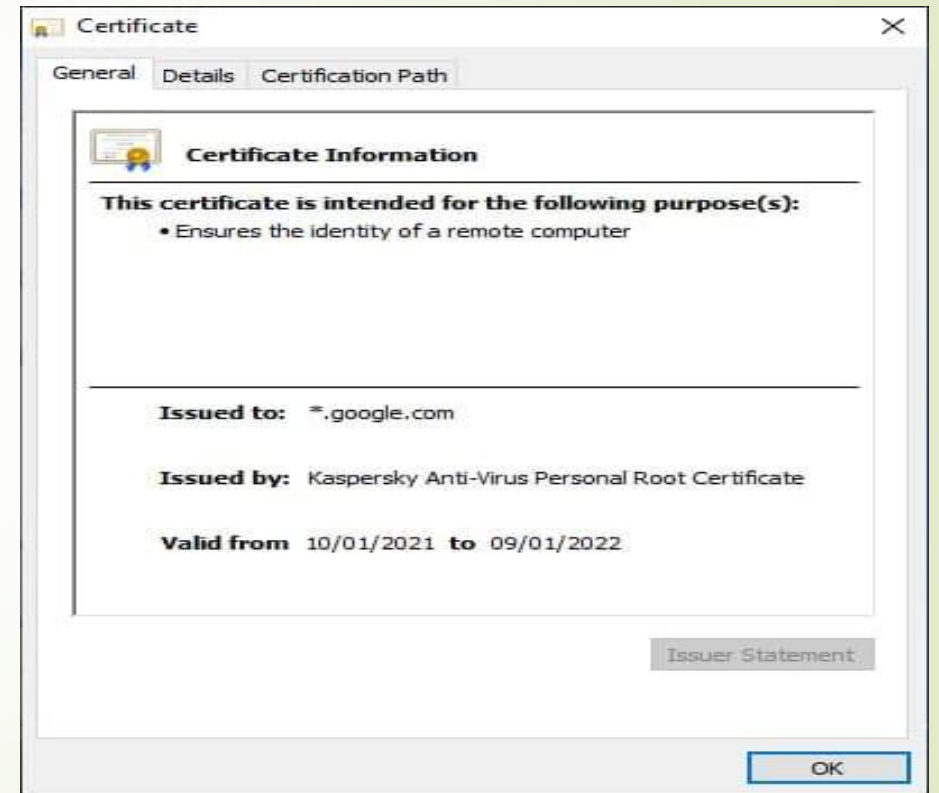 Certificate
General Details Certification Path
Certificate Information
This certificate is intended for the following purpose(s):
• Ensures the identity of a remote computer
Issued to: *.google.com
Issued by: Kaspersky Anti-Virus Personal Root Certificate
Valid from 10/01/2021 to 09/01/2022
Issuer Statement
OK